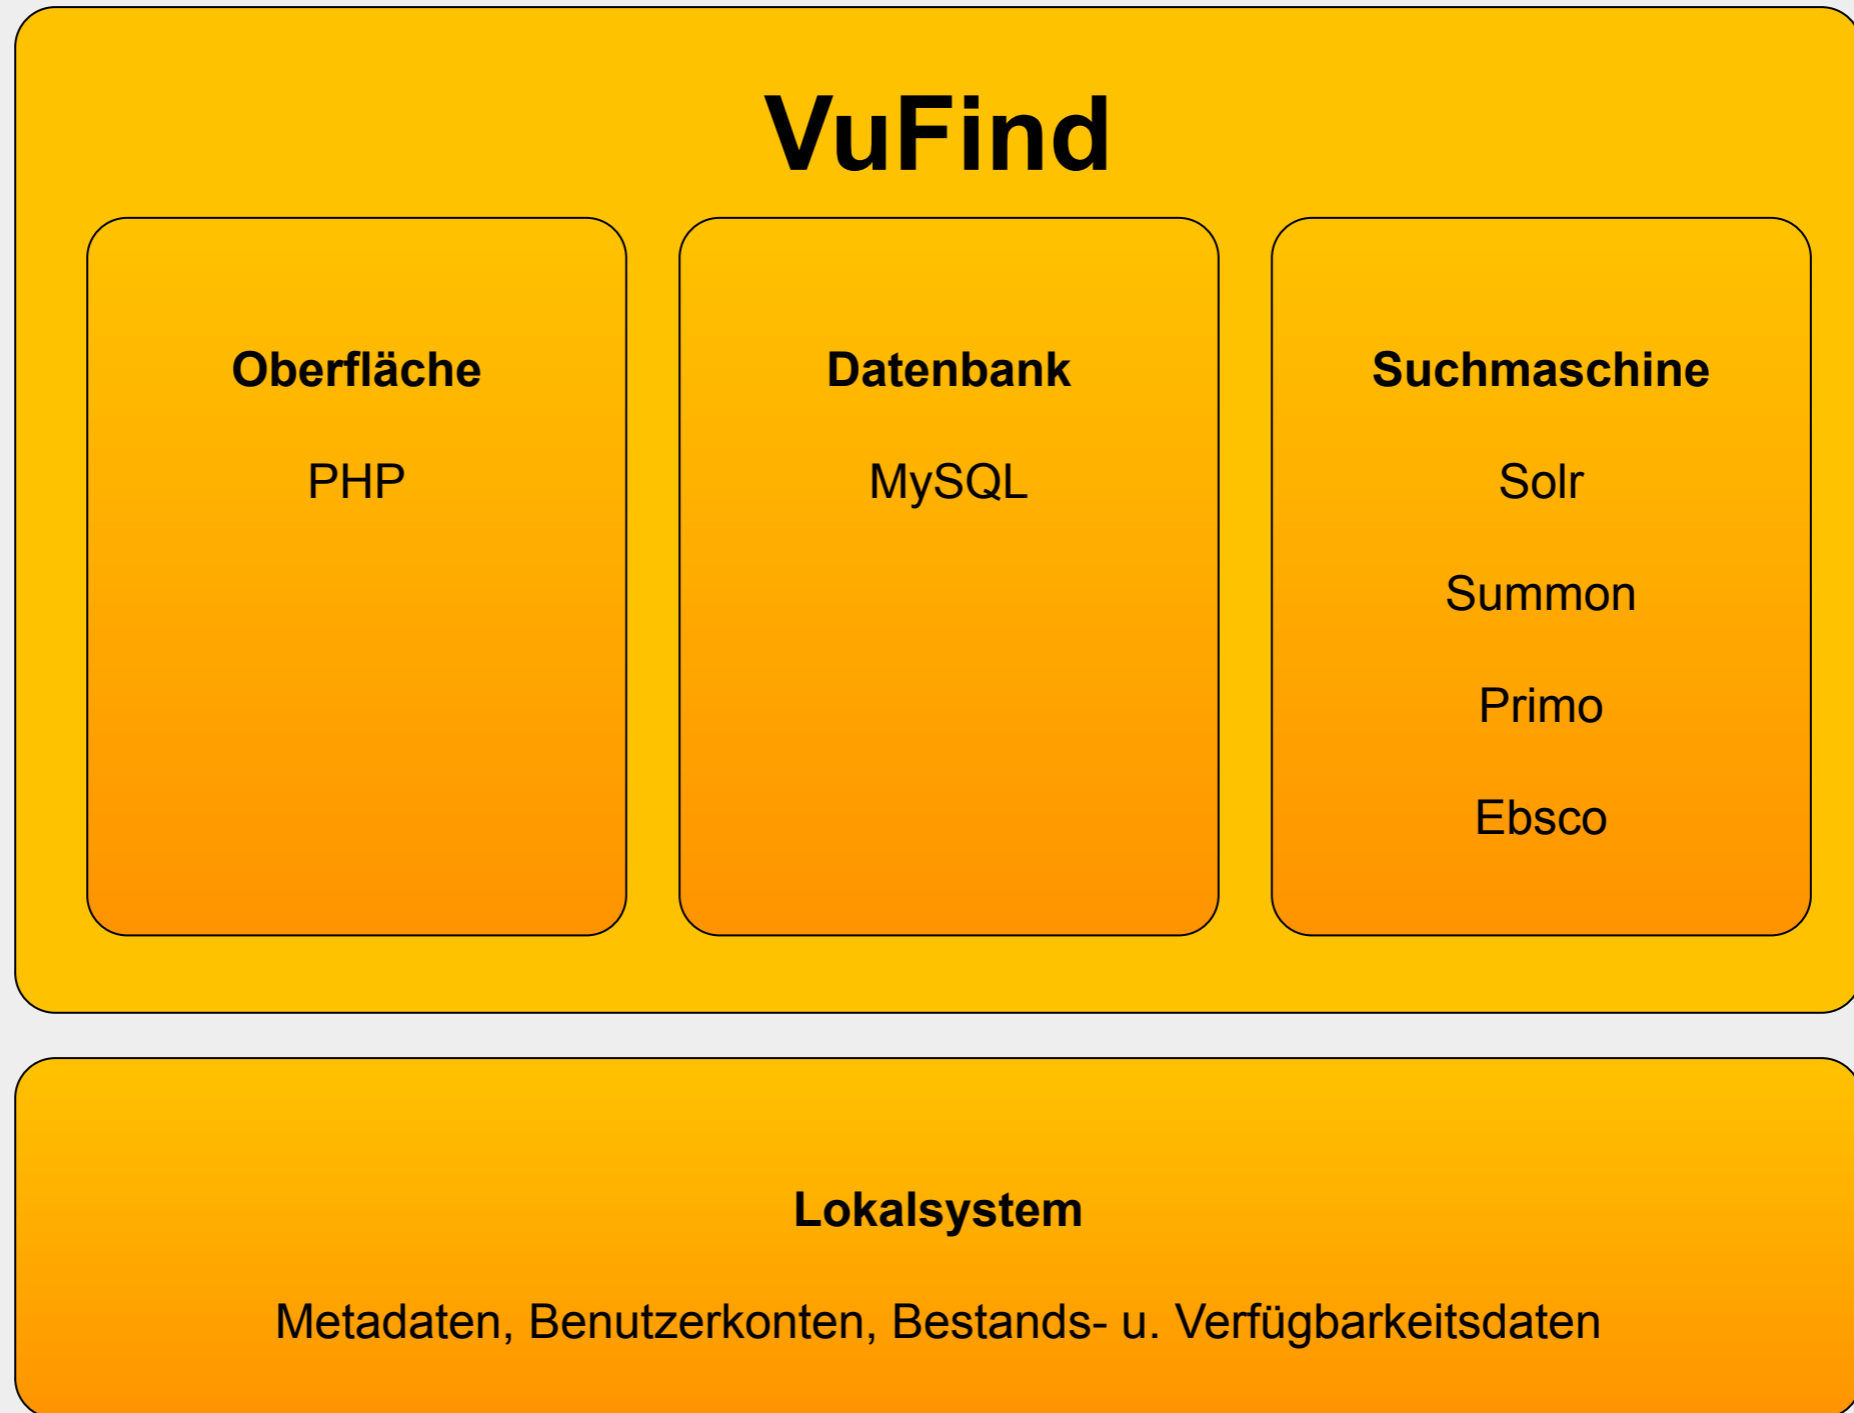 VuFind
Oberfläche
PHP
Datenbank
MySQL
Suchmaschine
Solr
Summon
Primo
Ebsco
Lokalsystem
Metadaten, Benutzerkonten, Bestands- u. Verfügbarkeitsdaten